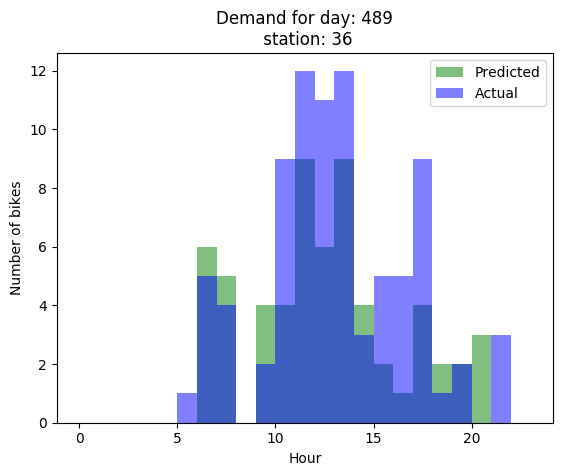 Demand for day: 489
station: 36
Predicted
Actual
Number of bikes
12
10
8
6
4
2
0
0
5
10
15
20
Hour